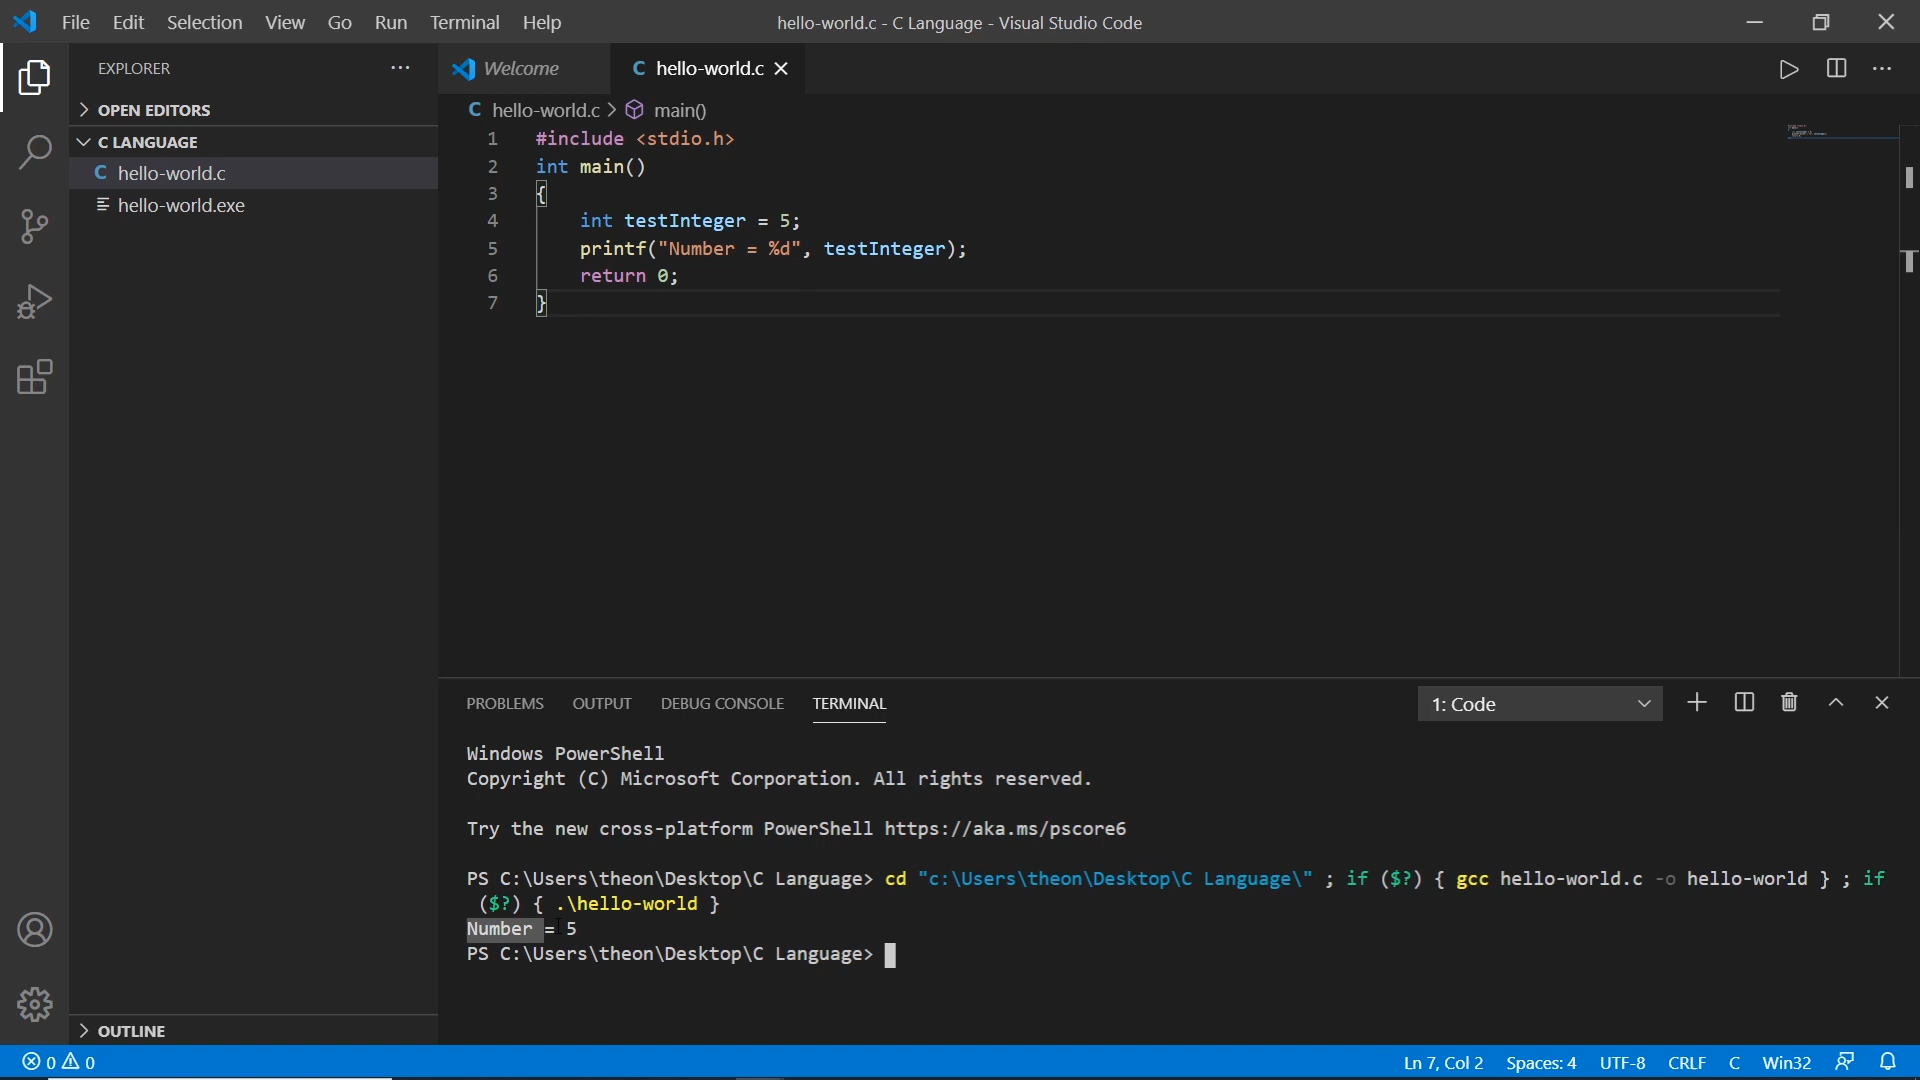 File Edit Selection View Go Run Terminal Help
hello-world.c - C Language - Visual Studio Code
EXPLORER
OPEN EDITORS
C LANGUAGE
C hello-world.c
hello-world.exe
OUTLINE
Welcome
C hello-world.c
C hello-world.c > main()
1 #include <stdio.h>
2 int main()
3 {
4 int testInteger = 5;
5 printf("Number = %d", testInteger);
6 return 0;
7 }
PROBLEMS OUTPUT DEBUG CONSOLE TERMINAL
1: Code
Windows PowerShell
Copyright (C) Microsoft Corporation. All rights reserved.
Try the new cross-platform PowerShell https://aka.ms/pscore6
PS C:\Users\theon\Desktop\C Language> cd "c:\Users\theon\Desktop\C Language\" ; if ($?) { gcc hello-world.c -o hello-world } ; if
($?) { .\hello-world }
Number = 5
PS C:\Users\theon\Desktop\C Language>
0 0
Ln 7, Col 2 Spaces: 4 UTF-8 CRLF C Win32